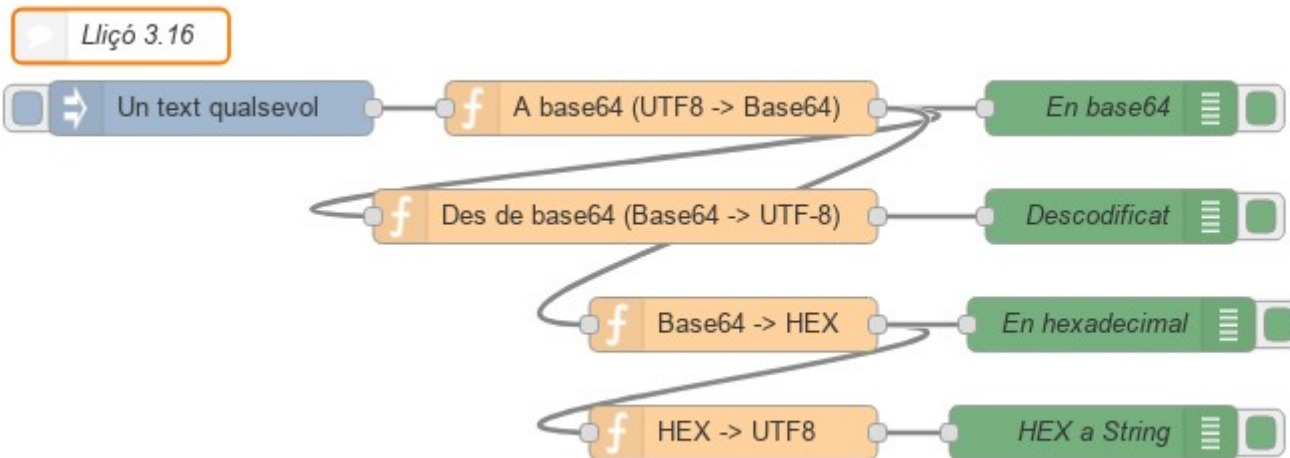 Lliçó 3.16
Un text qualsevol
A base64 (UTF8 -> Base64)
En base64
Des de base64 (Base64 -> UTF-8)
Descodificat
Base64 -> HEX
En hexadecimal
HEX -> UTF8
HEX a String